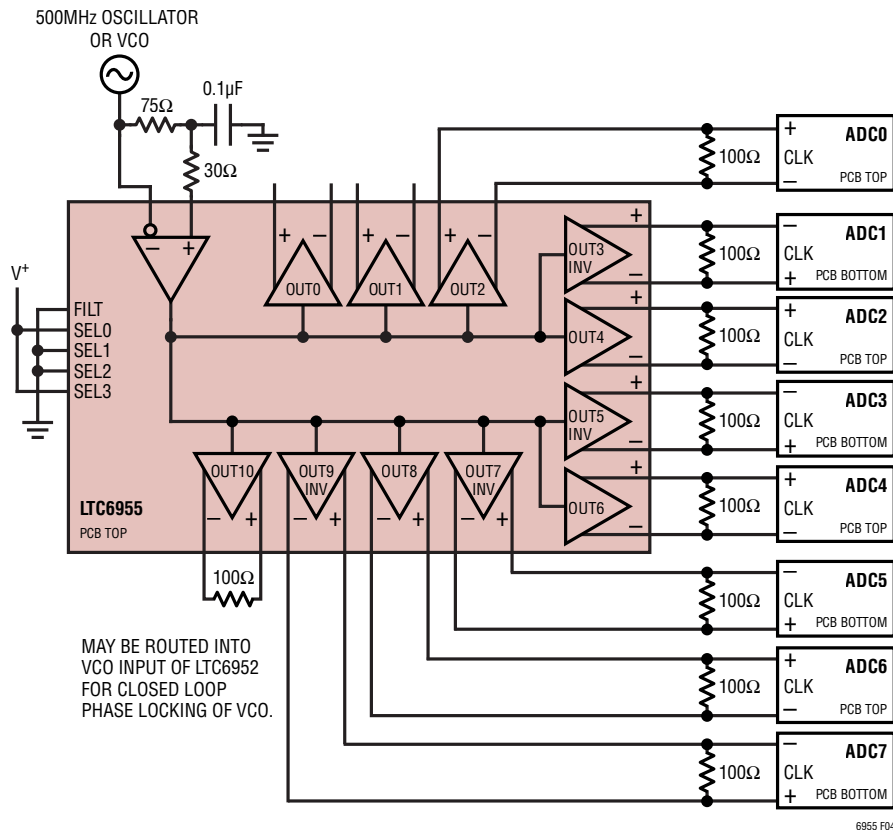 500MHz OSCILLATOR
OR VCO
75Ω
0.1µF
30Ω
V+
FILT
SEL0
SEL1
SEL2
SEL3
− +
+ − OUT0
+ − OUT1
+ − OUT2
+
OUT3
INV
−
+
OUT4
−
+
OUT5
INV
−
+
OUT6
−
OUT10
− +
OUT9
INV
− +
OUT8
− +
OUT7
INV
− +
LTC6955
PCB TOP
100Ω
MAY BE ROUTED INTO
VCO INPUT OF LTC6952
FOR CLOSED LOOP
PHASE LOCKING OF VCO.
100Ω
+ ADC0
CLK
− PCB TOP
100Ω
− ADC1
CLK
+ PCB BOTTOM
100Ω
+ ADC2
CLK
− PCB TOP
100Ω
− ADC3
CLK
+ PCB BOTTOM
100Ω
+ ADC4
CLK
− PCB TOP
100Ω
− ADC5
CLK
+ PCB BOTTOM
100Ω
+ ADC6
CLK
− PCB TOP
100Ω
− ADC7
CLK
+ PCB BOTTOM
6955 F04